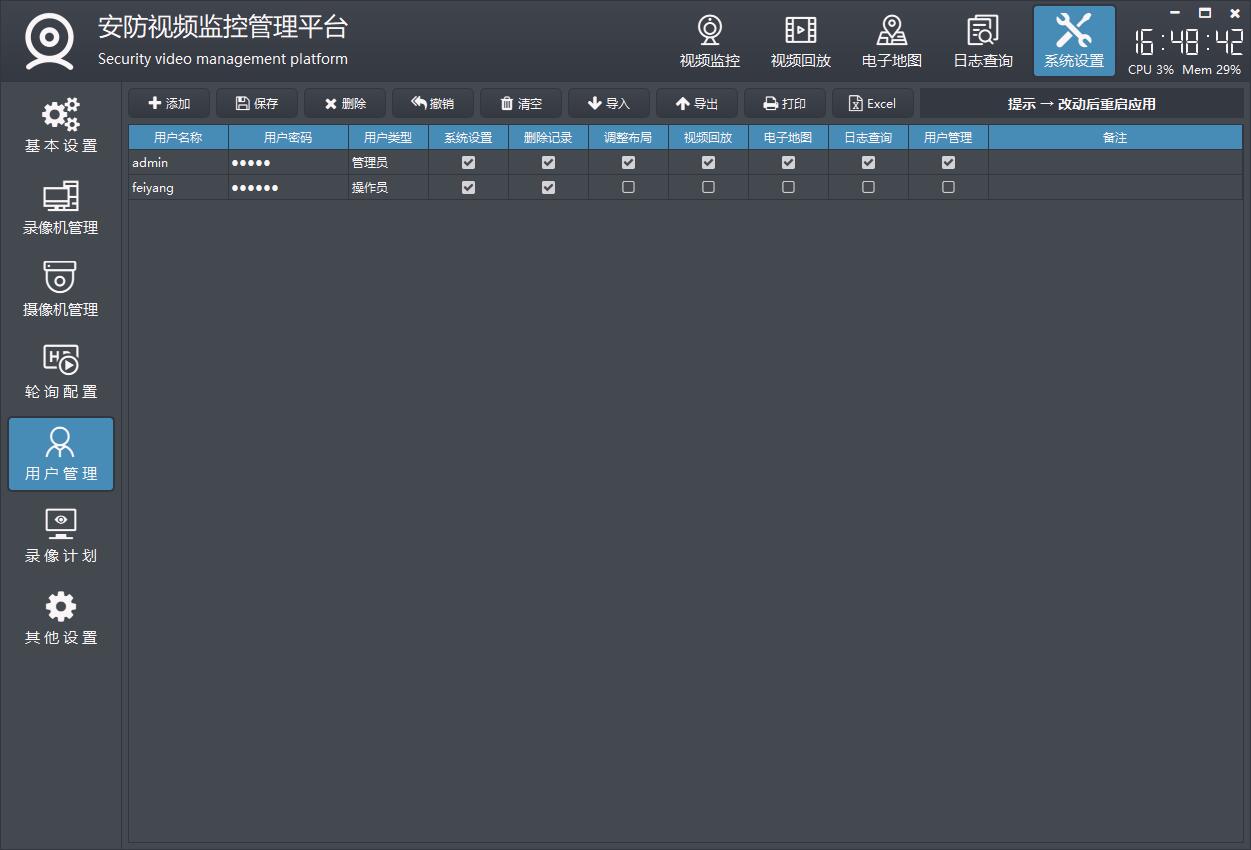 安防视频监控管理平台
Security video management platform
视频监控 视频回放 电子地图 日志查询 系统设置
16:48:42
CPU 3% Mem 29%
基本设置
录像机管理
摄像机管理
轮询配置
用户管理
录像计划
其他设置
添加 保存 删除 撤销 清空 导入 导出 打印 Excel 提示 → 改动后重启应用
用户名称 用户密码 用户类型 系统设置 删除记录 调整布局 视频回放 电子地图 日志查询 用户管理 备注
admin ●●●●● 管理员
feiyang ●●●●●● 操作员